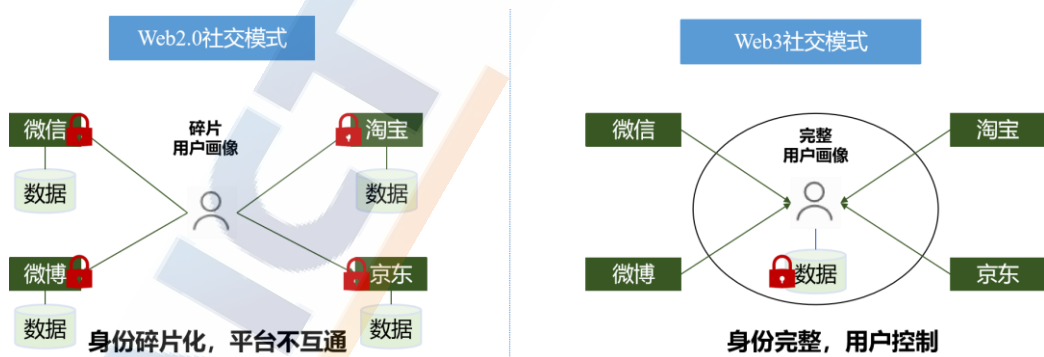 Web2.0社交模式
微信
碎片
用户画像
淘宝
数据
数据
微博
京东
数据
数据
身份碎片化，平台不互通
Web3社交模式
微信
完整
用户画像
淘宝
微博
数据
京东
身份完整，用户控制